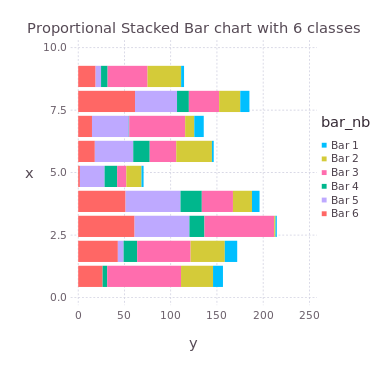 Proportional Stacked Bar chart with 6 classes
10.0
7.5
5.0
2.5
0.0
x
0
50
100
150
200
250
y
bar_nb
Bar 1
Bar 2
Bar 3
Bar 4
Bar 5
Bar 6